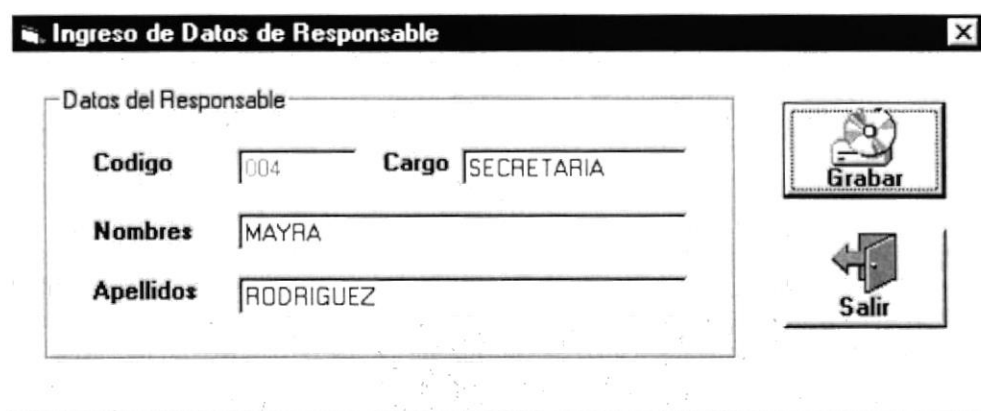 Ingreso de Datos de Responsable
Datos del Responsable
Codigo 004 Cargo SECRETARIA
Nombres MAYRA
Apellidos RODRIGUEZ
Grabar
Salir